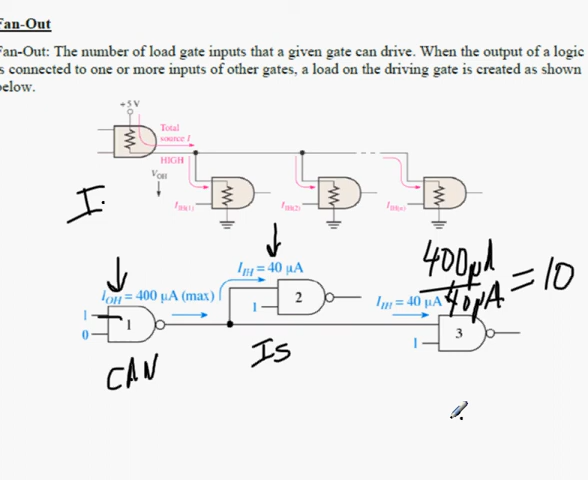 Fan-Out
Fan-Out: The number of load gate inputs that a given gate can drive. When the output of a logic
s connected to one or more inputs of other gates, a load on the driving gate is created as shown
below.
+5 V
Total
source I
HIGH
VOH
IIH(1)
IIH(2)
IIH(n)
I.
IOH = 400 μA (max)
IIH = 40 μA
400μA
40μA
= 10
IIH = 40 μA
1
0
1
1
2
1
3
CAN
IS